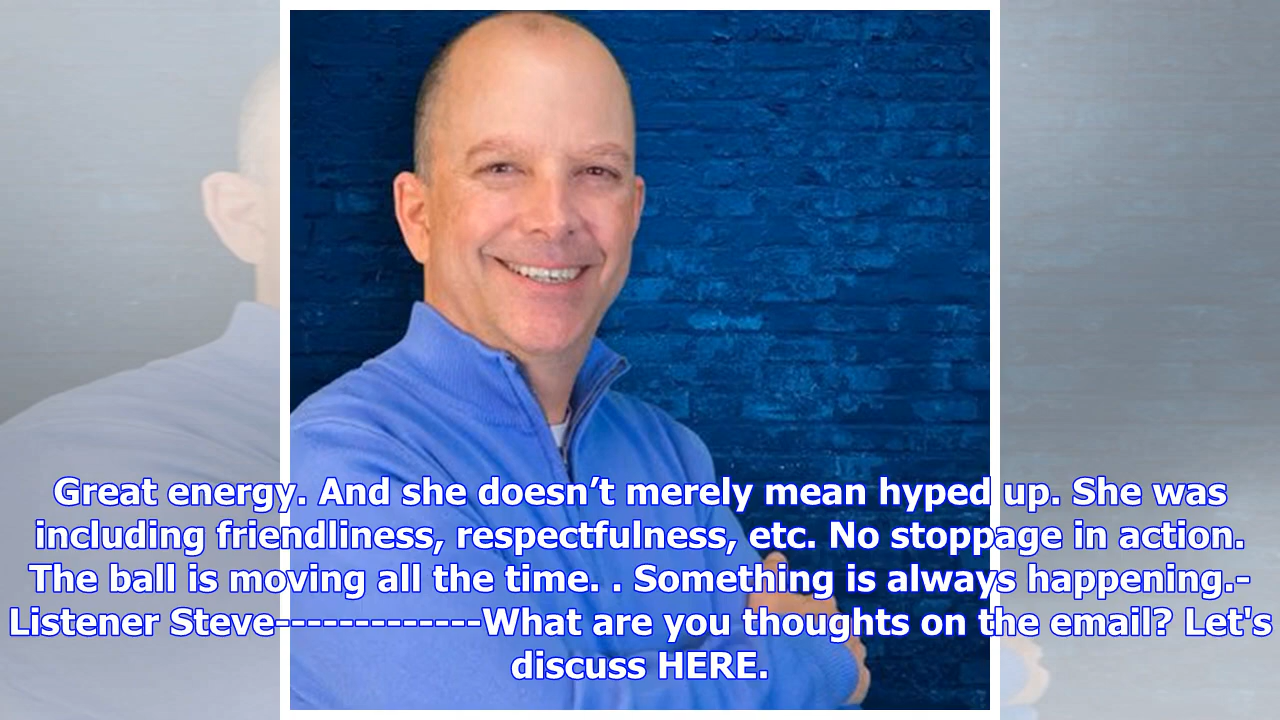 Great energy. And she doesn’t merely mean hyped up. She was
including friendliness, respectfulness, etc. No stoppage in action.
The ball is moving all the time. . Something is always happening.-
Listener Steve-------------What are you thoughts on the email? Let's
discuss HERE.